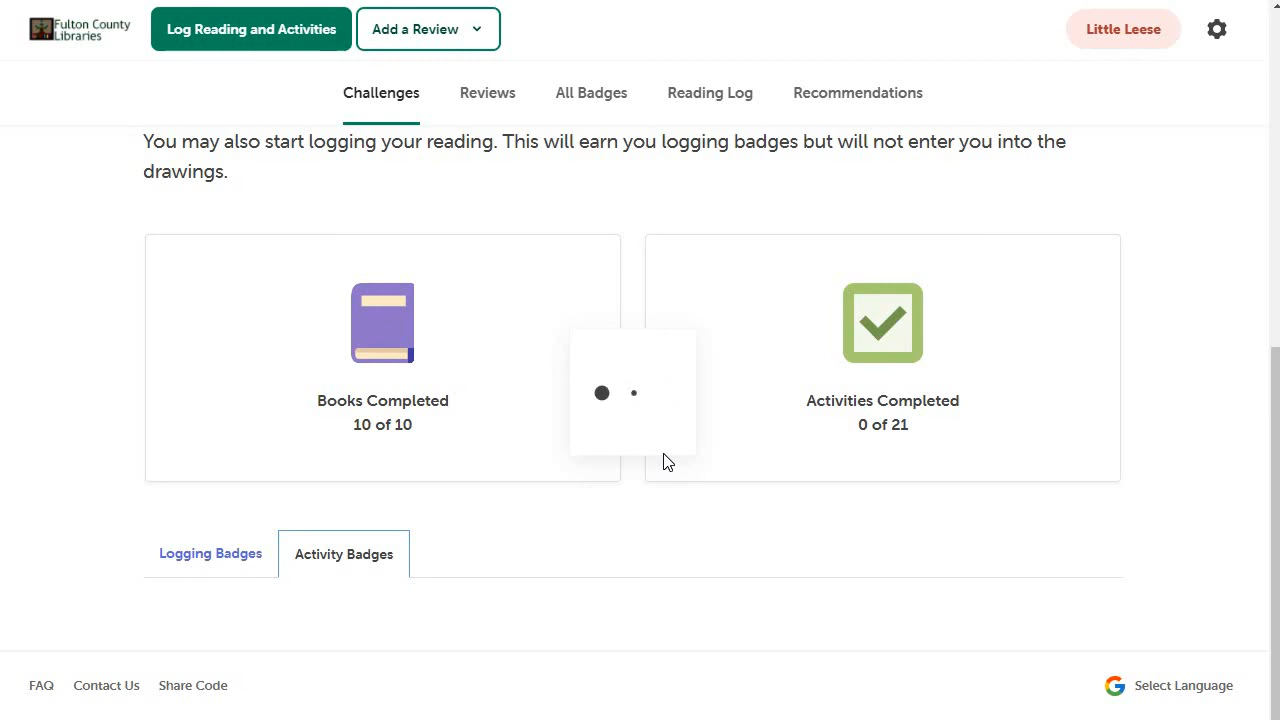 Fulton County
Libraries
Log Reading and Activities
Add a Review
Little Leese
Challenges
Reviews
All Badges
Reading Log
Recommendations
You may also start logging your reading. This will earn you logging badges but will not enter you into the
drawings.
Books Completed
10 of 10
Activities Completed
0 of 21
Logging Badges
Activity Badges
FAQ
Contact Us
Share Code
Select Language